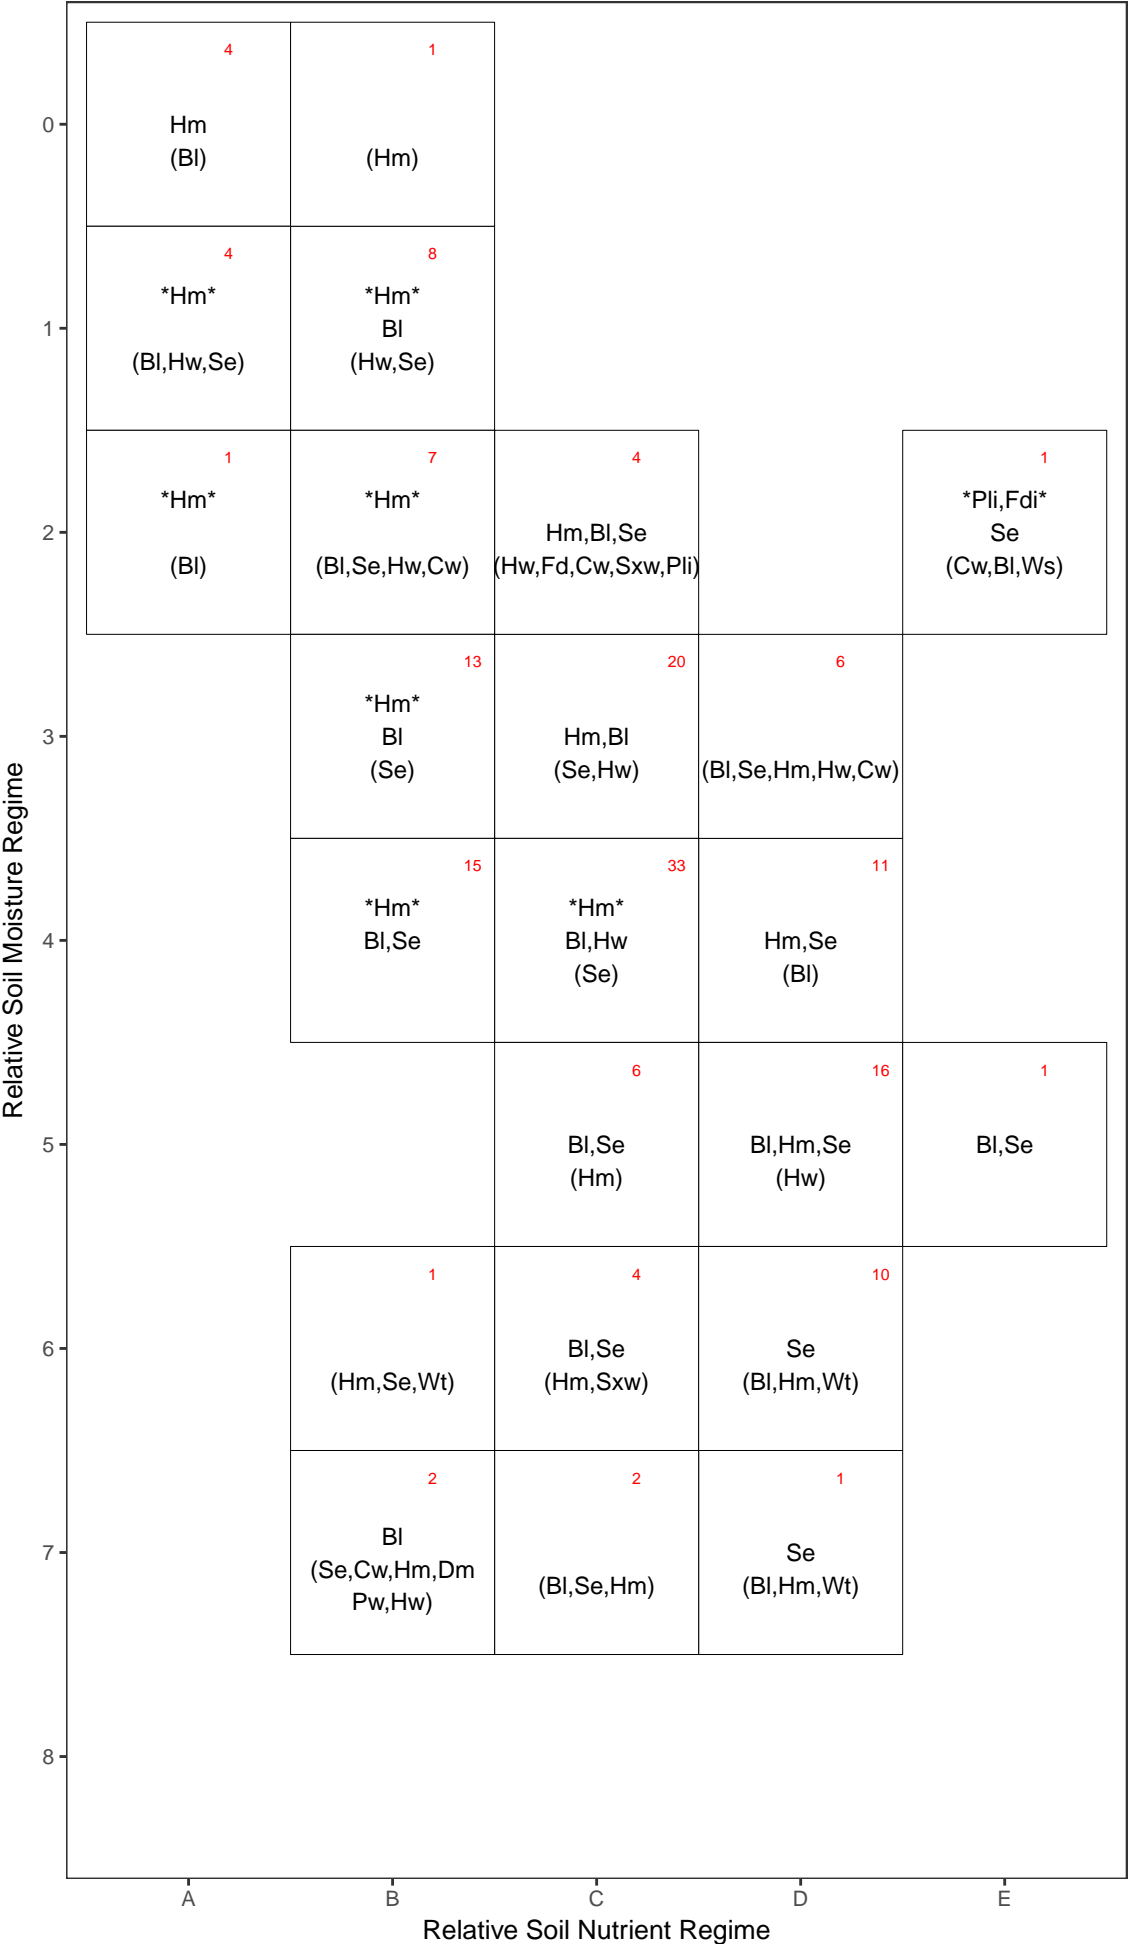 4
1
0
Hm
(Bl)
(Hm)
4
8
*Hm*
*Hm*
1
Bl
(Bl,Hw,Se)
(Hw,Se)
1
7
4
1
*Hm*
*Hm*
*Pli,Fdi*
2
Hm,Bl,Se
Se
(Bl)
(Bl,Se,Hw,Cw)
(Hw,Fd,Cw,Sxw,Pli)
(Cw,Bl,Ws)
13
20
6
*Hm*
3
Bl
Hm,Bl
(Se)
(Se,Hw)
(Bl,Se,Hm,Hw,Cw)
15
33
11
*Hm*
*Hm*
4
Bl,Se
Bl,Hw
Hm,Se
(Se)
(Bl)
6
16
1
5
Bl,Se
Bl,Hm,Se
Bl,Se
(Hm)
(Hw)
1
4
10
6
Bl,Se
Se
(Hm,Se,Wt)
(Hm,Sxw)
(Bl,Hm,Wt)
2
2
1
Bl
7
(Se,Cw,Hm,Dm
Pw,Hw)
(Bl,Se,Hm)
Se
(Bl,Hm,Wt)
8
A
B
C
D
E
Relative Soil Nutrient Regime
Relative Soil Moisture Regime